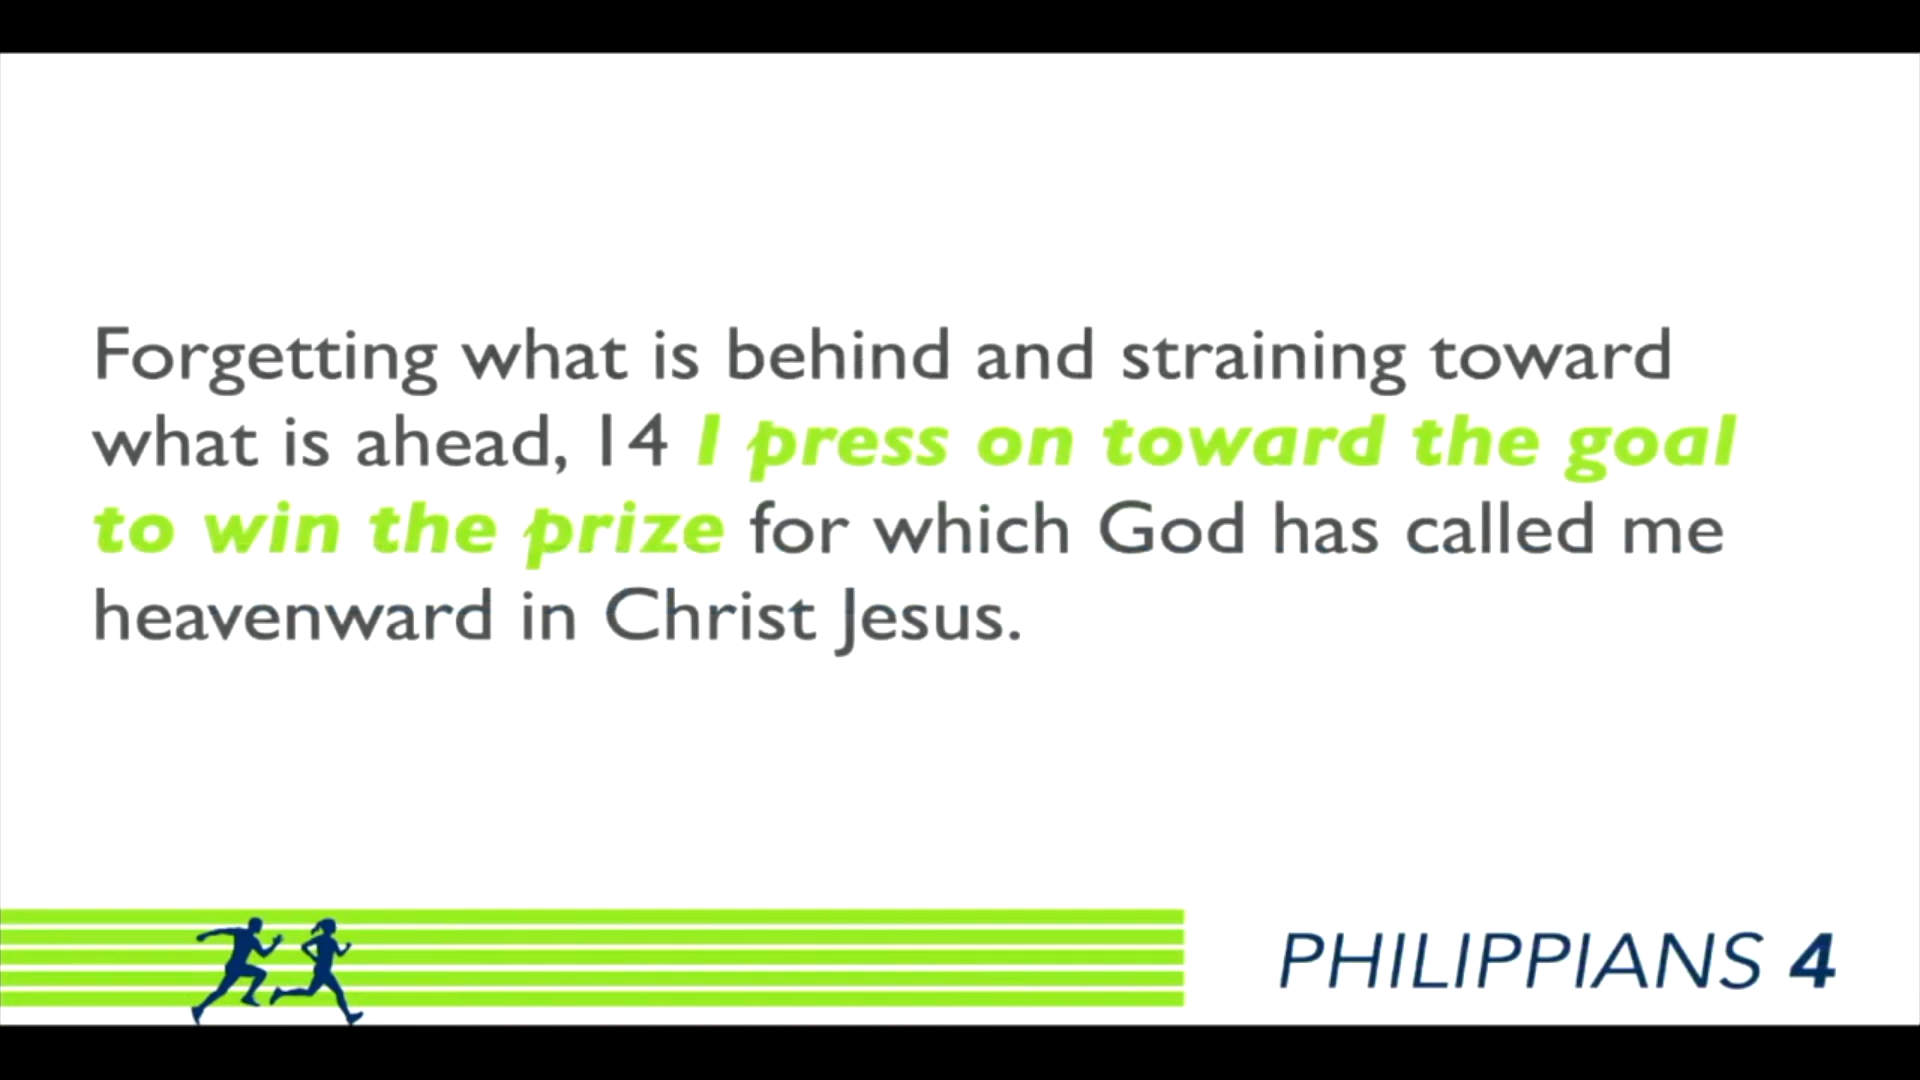 Forgetting what is behind and straining toward
what is ahead, 14 I press on toward the goal
to win the prize for which God has called me
heavenward in Christ Jesus.
PHILIPPIANS 4